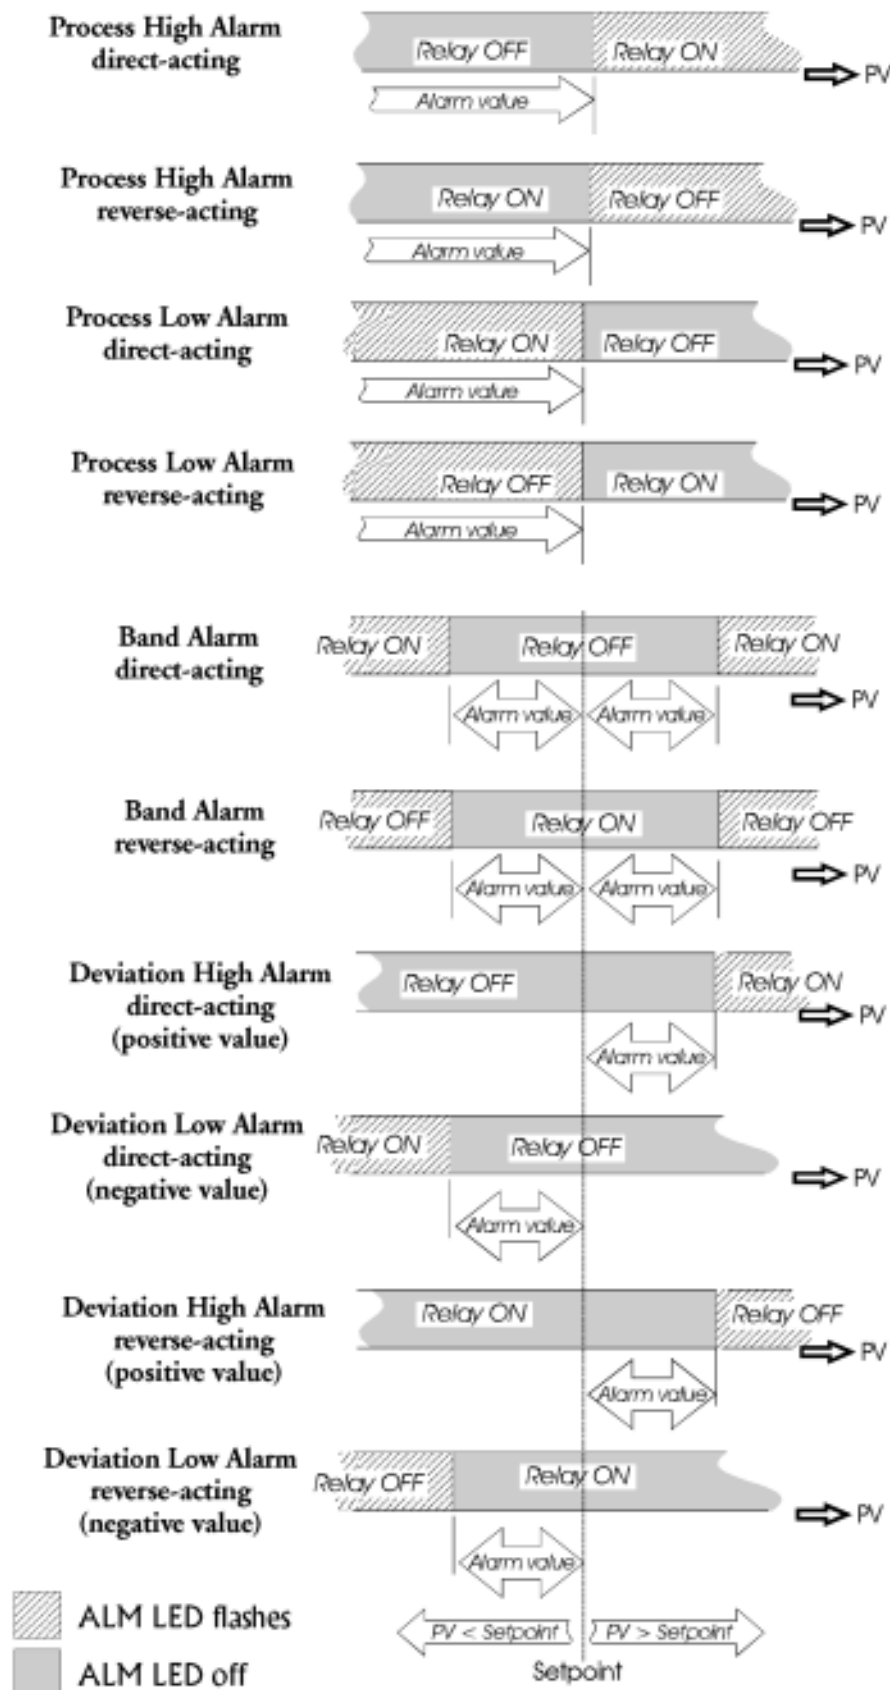 Process High Alarm
direct-acting
Relay OFF
Relay ON
PV
Alarm value
Process High Alarm
reverse-acting
Relay ON
Relay OFF
PV
Alarm value
Process Low Alarm
direct-acting
Relay ON
Relay OFF
PV
Alarm value
Process Low Alarm
reverse-acting
Relay OFF
Relay ON
PV
Alarm value
Band Alarm
direct-acting
Relay ON
Relay OFF
Relay ON
PV
Alarm value
Alarm value
Band Alarm
reverse-acting
Relay OFF
Relay ON
Relay OFF
PV
Alarm value
Alarm value
Deviation High Alarm
direct-acting
(positive value)
Relay OFF
Relay ON
PV
Alarm value
Deviation Low Alarm
direct-acting
(negative value)
Relay ON
Relay OFF
PV
Alarm value
Deviation High Alarm
reverse-acting
(positive value)
Relay ON
Relay OFF
PV
Alarm value
Deviation Low Alarm
reverse-acting
(negative value)
Relay OFF
Relay ON
PV
Alarm value
ALM LED flashes
ALM LED off
PV < Setpoint
PV > Setpoint
Setpoint